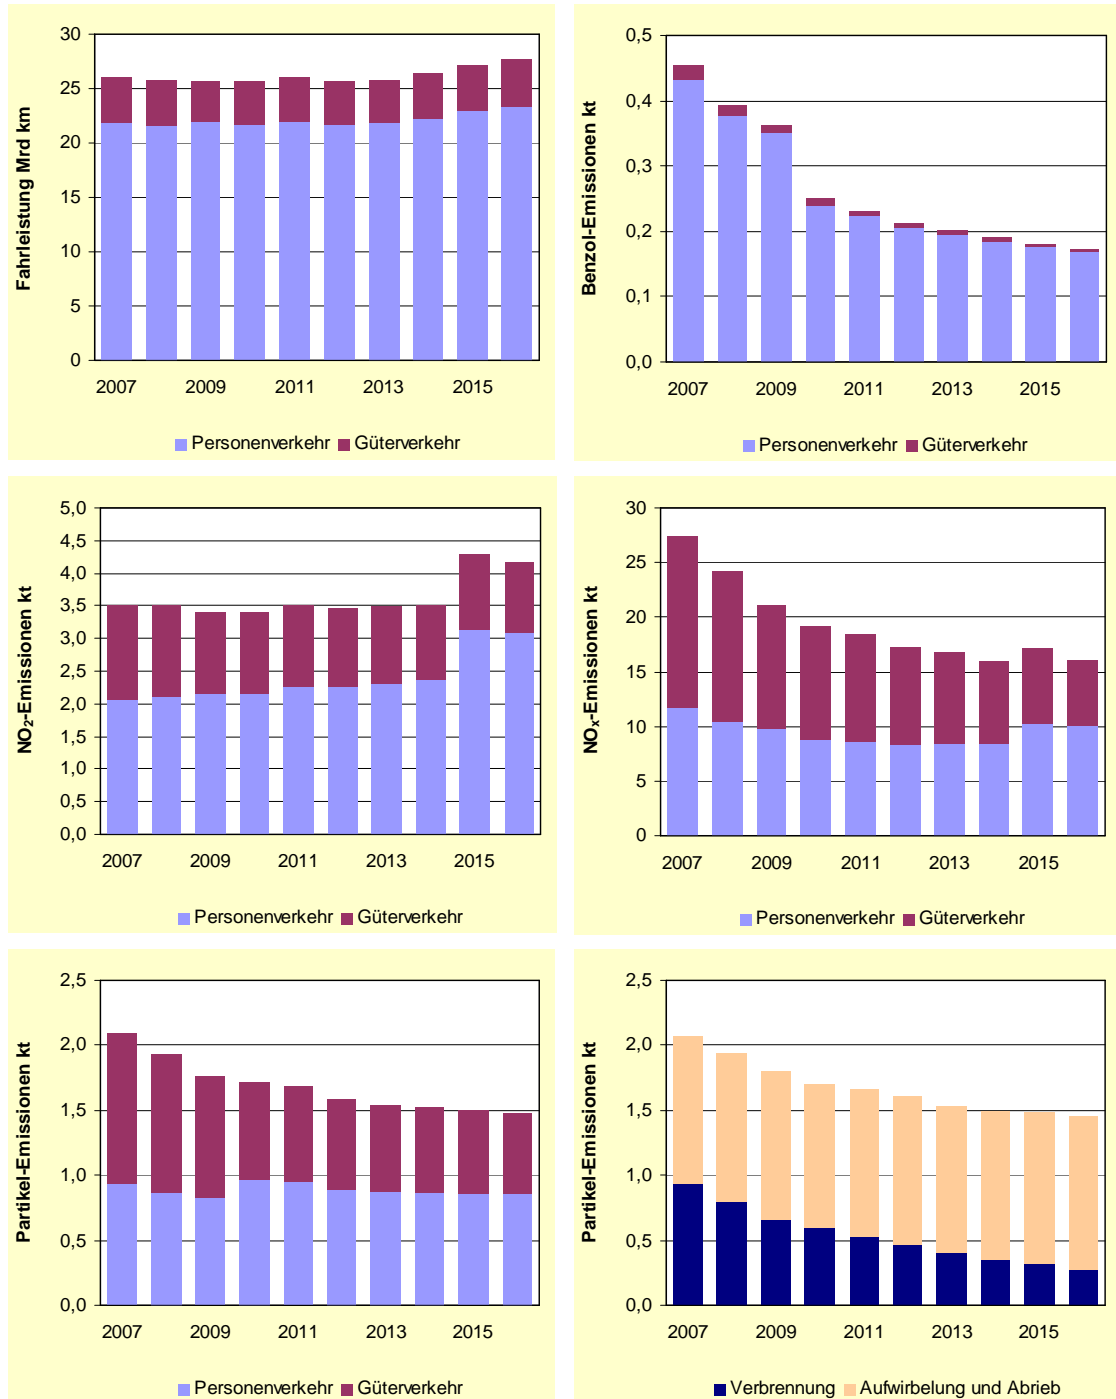 Fahrleistung Mrd km
30
25
20
15
10
5
0
2007 2009 2011 2013 2015
Personenverkehr Güterverkehr
Benzol-Emissionen kt
0,5
0,4
0,3
0,2
0,1
0,0
2007 2009 2011 2013 2015
Personenverkehr Güterverkehr
NO₂-Emissionen kt
5,0
4,5
4,0
3,5
3,0
2,5
2,0
1,5
1,0
0,5
0,0
2007 2009 2011 2013 2015
Personenverkehr Güterverkehr
NOₓ-Emissionen kt
30
25
20
15
10
5
0
2007 2009 2011 2013 2015
Personenverkehr Güterverkehr
Partikel-Emissionen kt
2,5
2,0
1,5
1,0
0,5
0,0
2007 2009 2011 2013 2015
Personenverkehr Güterverkehr
Partikel-Emissionen kt
2,5
2,0
1,5
1,0
0,5
0,0
2007 2009 2011 2013 2015
Verbrennung Aufwirbelung und Abrieb